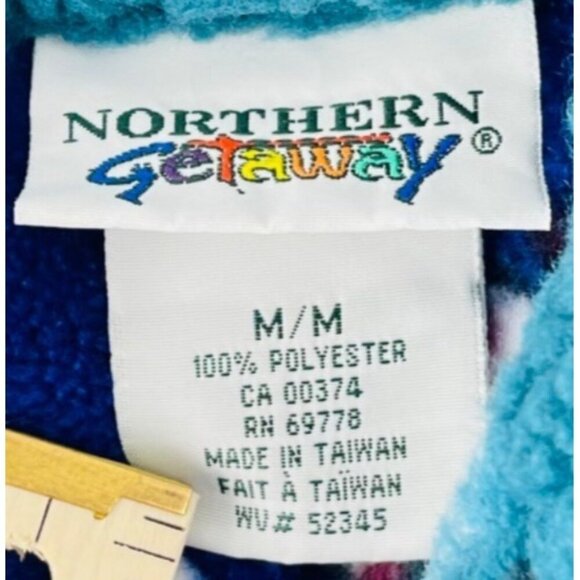 NORTHERN
Getaway®
M/M
100% POLYESTER
CA 00374
RN 69778
MADE IN TAIWAN
FAIT À TAÏWAN
WU# 52345